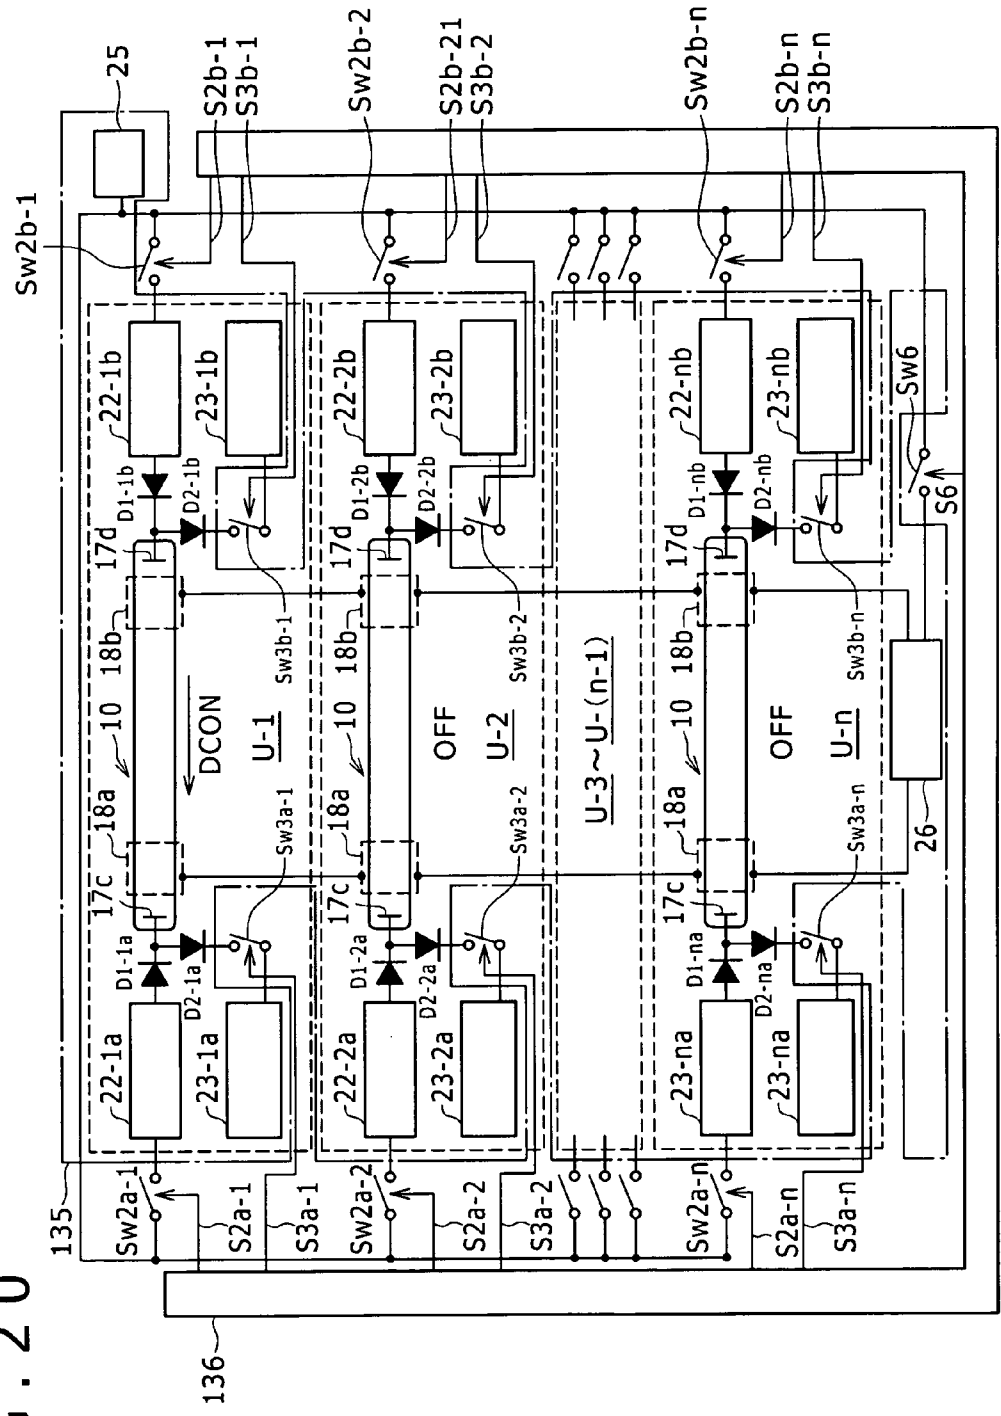 . 2 0
135
25
Sw2b-1
S2b-1
S3b-1
Sw2b-2
S2b-21
S3b-2
Sw2b-n
S2b-n
S3b-n
22-1b
23-1b
22-2b
23-2b
22-nb
23-nb
Sw6
S6
D1-1b
D2-1b
D1-2b
D2-2b
D1-nb
D2-nb
17d
17d
17d
18b
Sw3b-1
18b
Sw3b-2
18b
Sw3b-n
10
DCON
U-1
10
OFF
U-2
U-3~U-(n-1)
10
OFF
U-n
18a
Sw3a-1
18a
Sw3a-2
18a
Sw3a-n
26
17c
17c
17c
D1-1a
D2-1a
D1-2a
D2-2a
D1-na
D2-na
22-1a
23-1a
22-2a
23-2a
23-na
23-na
Sw2a-1
S2a-1
S3a-1
Sw2a-2
S2a-2
S3a-2
Sw2a-n
S2a-n
S3a-n
136